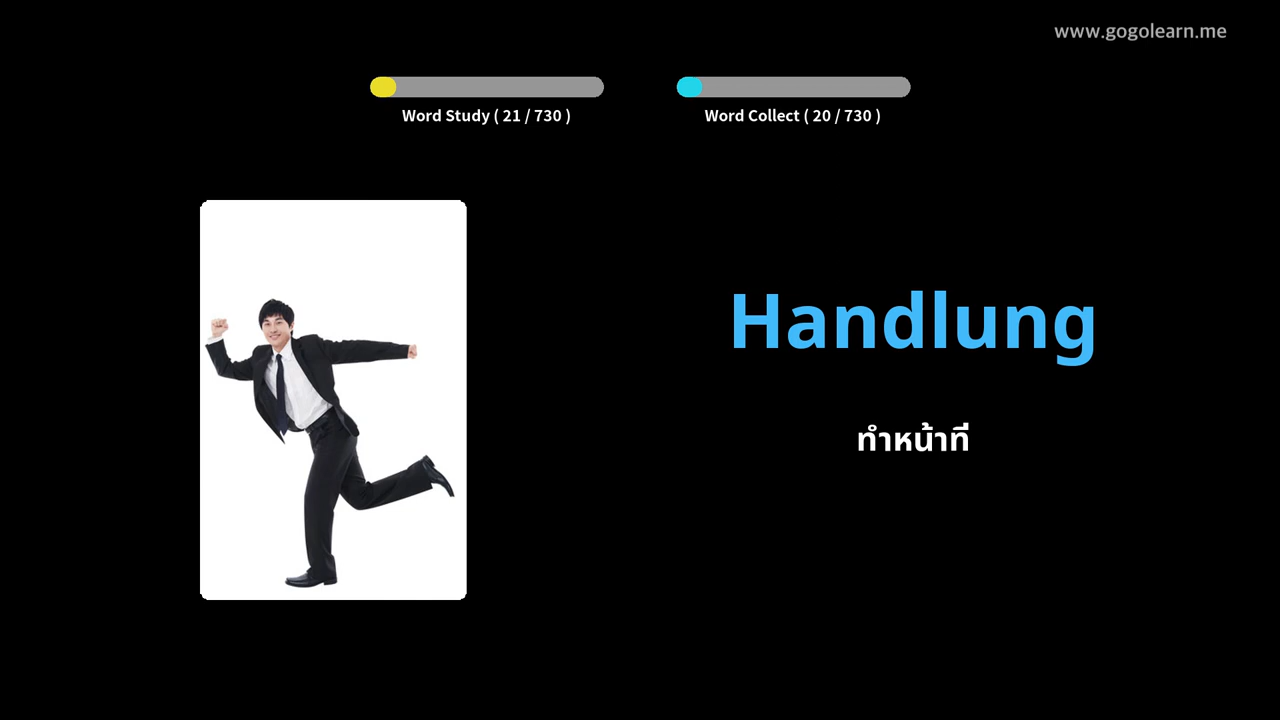 www.gogolearn.me
Word Study ( 21 / 730 )
Word Collect ( 20 / 730 )
Handlung
ทำหน้าที่